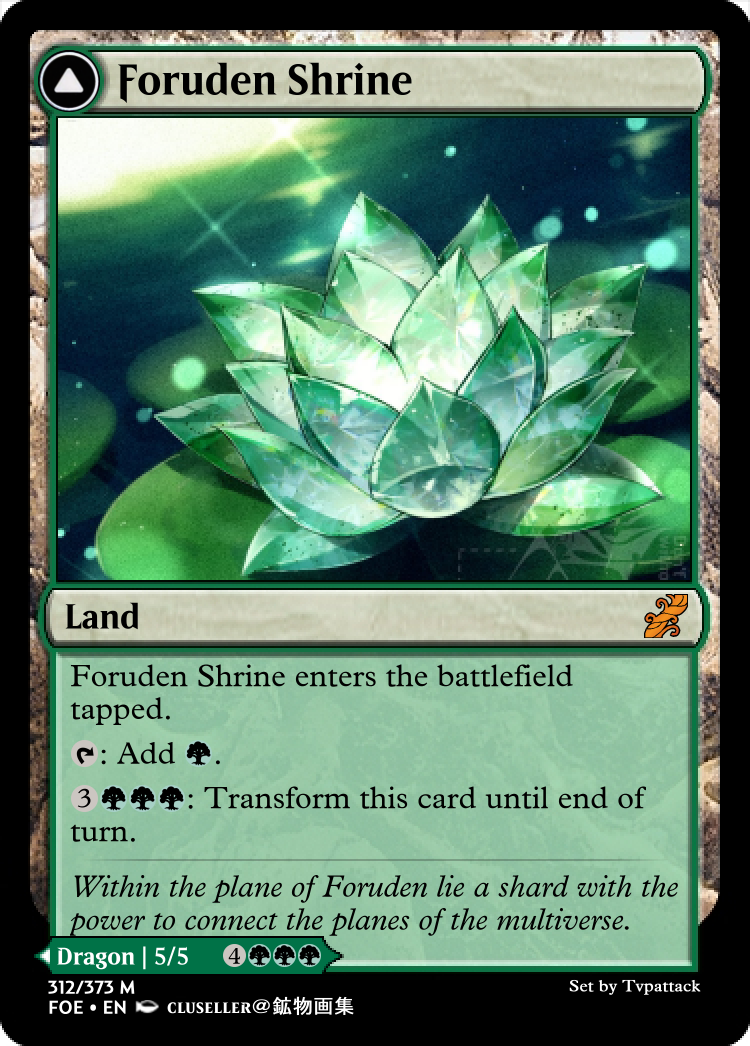 Foruden Shrine
Land
Foruden Shrine enters the battlefield
tapped.
: Add .
3: Transform this card until end of
turn.
Within the plane of Foruden lie a shard with the
power to connect the planes of the multiverse.
Dragon | 5/5 4
312/373 M
Set by Tvpattack
FOE • EN CLUSELLER@鉱物画集